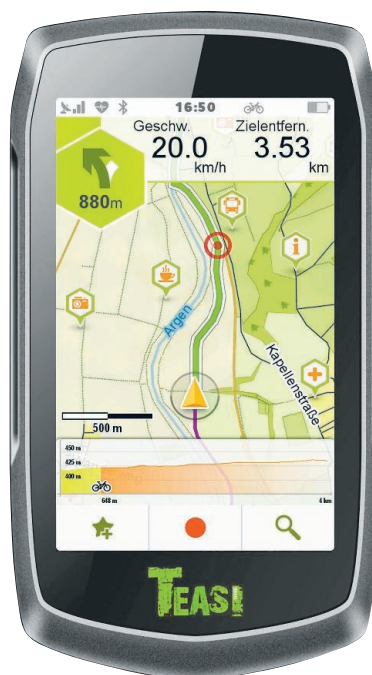 16:50
Geschw. Zielentfern.
20.0 3.53
km/h km
880m
Argen
Kapellenstraße
500 m
450 m
425 m
400 m
648 m 4 km
TEASI